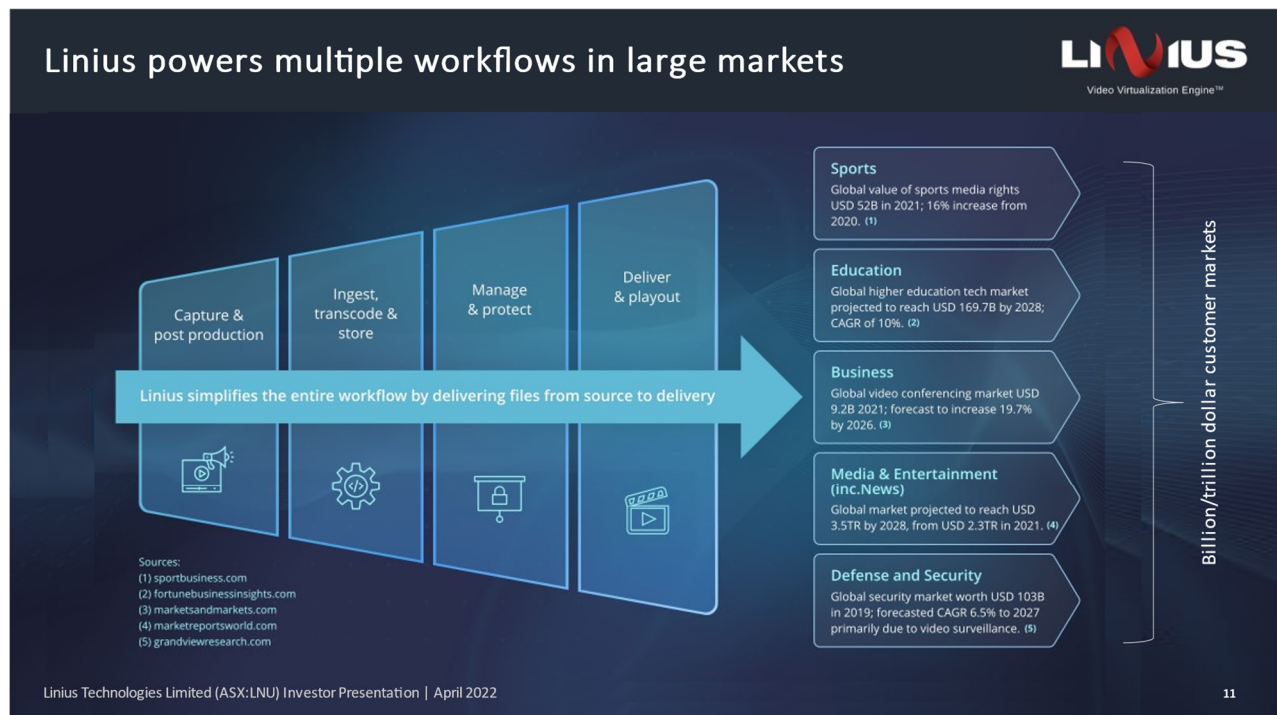 Linius powers multiple workflows in large markets
LINIUS
Video Virtualization Engine™
Capture &
post production
Ingest,
transcode &
store
Manage
& protect
Deliver
& playout
Linius simplifies the entire workflow by delivering files from source to delivery
Sources:
(1) sportbusiness.com
(2) fortunebusinessinsights.com
(3) marketsandmarkets.com
(4) marketreportsworld.com
(5) grandviewresearch.com
Sports
Global value of sports media rights
USD 52B in 2021; 16% increase from
2020. (1)
Education
Global higher education tech market
projected to reach USD 169.7B by 2028;
CAGR of 10%. (2)
Business
Global video conferencing market USD
9.2B 2021; forecast to increase 19.7%
by 2026. (3)
Media & Entertainment
(inc.News)
Global market projected to reach USD
3.5TR by 2028, from USD 2.3TR in 2021. (4)
Defense and Security
Global security market worth USD 103B
in 2019; forecasted CAGR 6.5% to 2027
primarily due to video surveillance. (5)
Billion/trillion dollar customer markets
Linius Technologies Limited (ASX:LNU) Investor Presentation | April 2022
11